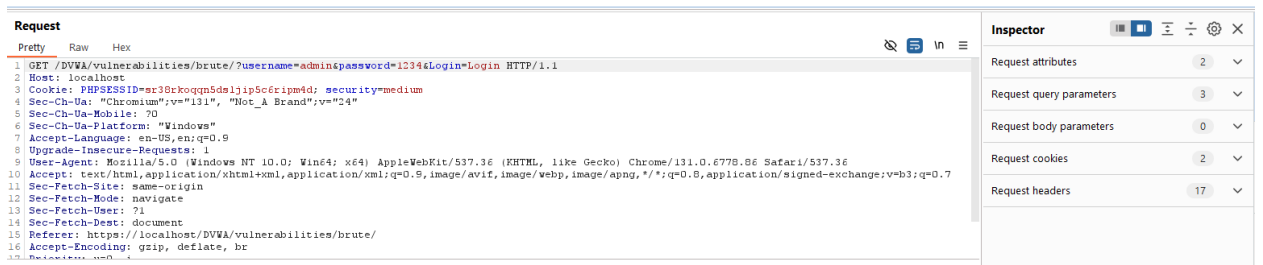 Request
Pretty Raw Hex
\n
1 GET /DVWA/vulnerabilities/brute/?username=admin&password=1234&Login=Login HTTP/1.1
2 Host: localhost
3 Cookie: PHPSESSID=sr38rkoqqn5dsljip5c6ripm4d; security=medium
4 Sec-Ch-Ua: "Chromium";v="131", "Not_A Brand";v="24"
5 Sec-Ch-Ua-Mobile: ?0
6 Sec-Ch-Ua-Platform: "Windows"
7 Accept-Language: en-US,en;q=0.9
8 Upgrade-Insecure-Requests: 1
9 User-Agent: Mozilla/5.0 (Windows NT 10.0; Win64; x64) AppleWebKit/537.36 (KHTML, like Gecko) Chrome/131.0.6778.86 Safari/537.36
10 Accept: text/html,application/xhtml+xml,application/xml;q=0.9,image/avif,image/webp,image/apng,*/*;q=0.8,application/signed-exchange;v=b3;q=0.7
11 Sec-Fetch-Site: same-origin
12 Sec-Fetch-Mode: navigate
13 Sec-Fetch-User: ?1
14 Sec-Fetch-Dest: document
15 Referer: https://localhost/DVWA/vulnerabilities/brute/
16 Accept-Encoding: gzip, deflate, br
17 Priority: u=0, i
Inspector
Request attributes 2
Request query parameters 3
Request body parameters 0
Request cookies 2
Request headers 17